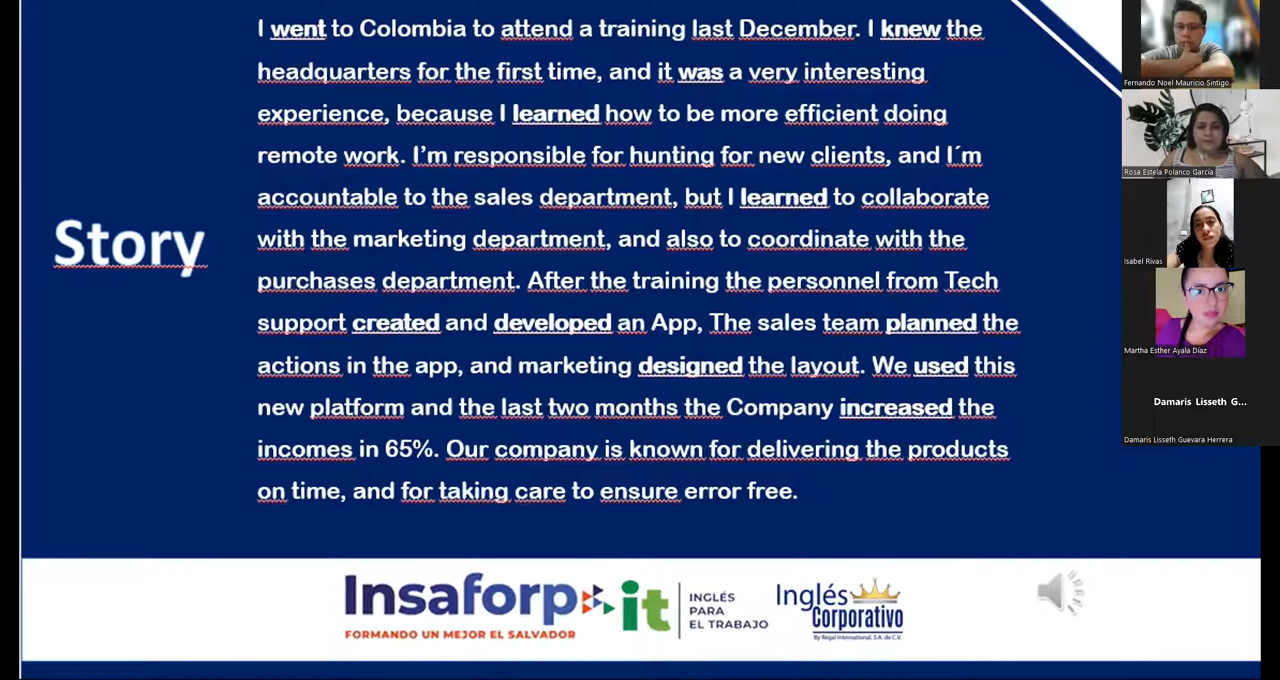 I went to Colombia to attend a training last December. I knew the
headquarters for the first time, and it was a very interesting
experience, because I learned how to be more efficient doing
remote work. I'm responsible for hunting for new clients, and I´m
accountable to the sales department, but I learned to collaborate
with the marketing department, and also to coordinate with the
purchases department. After the training the personnel from Tech
support created and developed an App, The sales team planned the
actions in the app, and marketing designed the layout. We used this
new platform and the last two months the Company increased the
incomes in 65%. Our company is known for delivering the products
on time, and for taking care to ensure error free.
Story
Insaforp
FORMANDO UN MEJOR EL SALVADOR
it
INGLÉS
PARA
EL TRABAJO
Inglés
Corporativo
By Regal International, S.A. de C.V.
Fernando Noel Mauricio Sintigo
Rosa Estela Polanco García
Isabel Rivas
Martha Esther Ayala Díaz
Damaris Lisseth G...
Damaris Lisseth Guevara Herrera